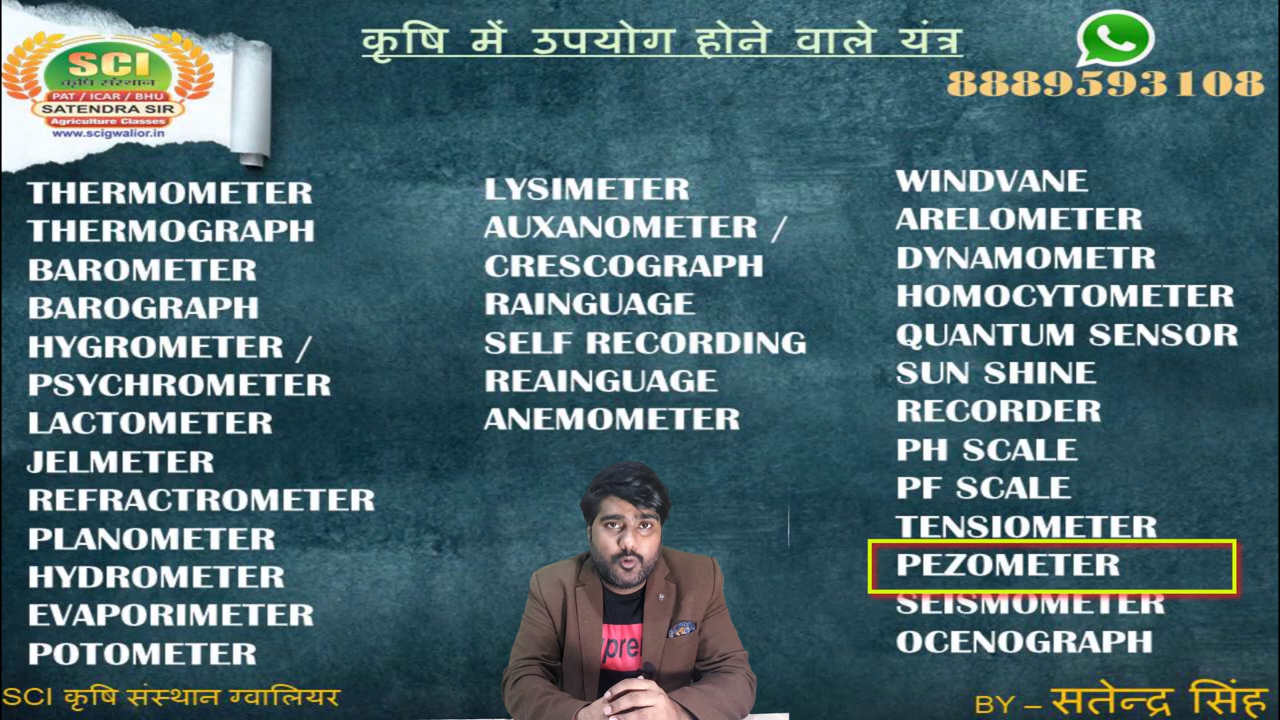 कृषि में उपयोग होने वाले यंत्र
8889593108
SCI
कृषि संस्थान
PAT / ICAR / BHU
SATENDRA SIR
Agriculture Classes
www.scigwalior.in
THERMOMETER
THERMOGRAPH
BAROMETER
BAROGRAPH
HYGROMETER /
PSYCHROMETER
LACTOMETER
JELMETER
REFRACTROMETER
PLANOMETER
HYDROMETER
EVAPORIMETER
POTOMETER
LYSIMETER
AUXANOMETER /
CRESCOGRAPH
RAINGUAGE
SELF RECORDING
REAINGUAGE
ANEMOMETER
WINDVANE
ARELOMETER
DYNAMOMETR
HOMOCYTOMETER
QUANTUM SENSOR
SUN SHINE
RECORDER
PH SCALE
PF SCALE
TENSIOMETER
PEZOMETER
SEISMOMETER
OCENOGRAPH
SCI कृषि संस्थान ग्वालियर
BY – सतेन्द्र सिंह